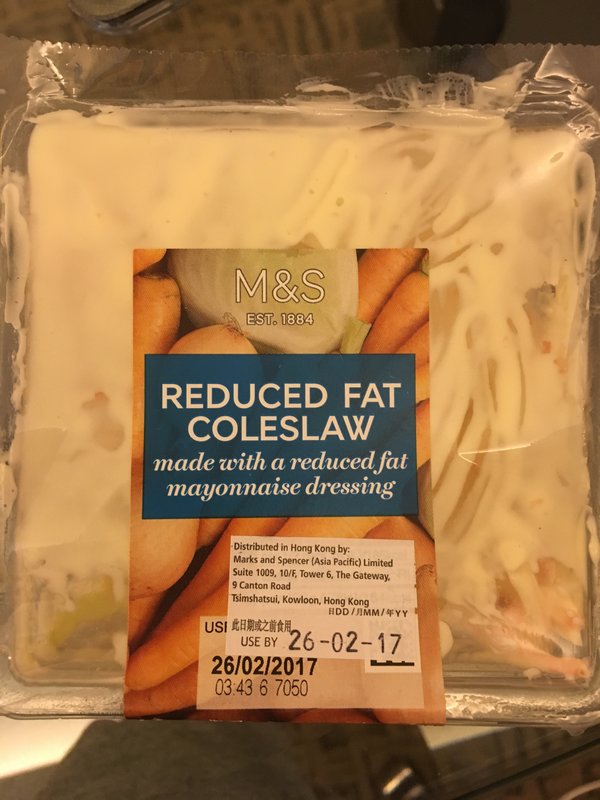 M&S
EST. 1884
REDUCED FAT
COLESLAW
made with a reduced fat
mayonnaise dressing
Distributed in Hong Kong by:
Marks and Spencer (Asia Pacific) Limited
Suite 1009, 10/F, Tower 6, The Gateway,
9 Canton Road
Tsimshatsui, Kowloon, Hong Kong
日DD /月MM/年YY
此日期或之前食用
USE BY 26-02-17
26/02/2017
03:43 6 7050